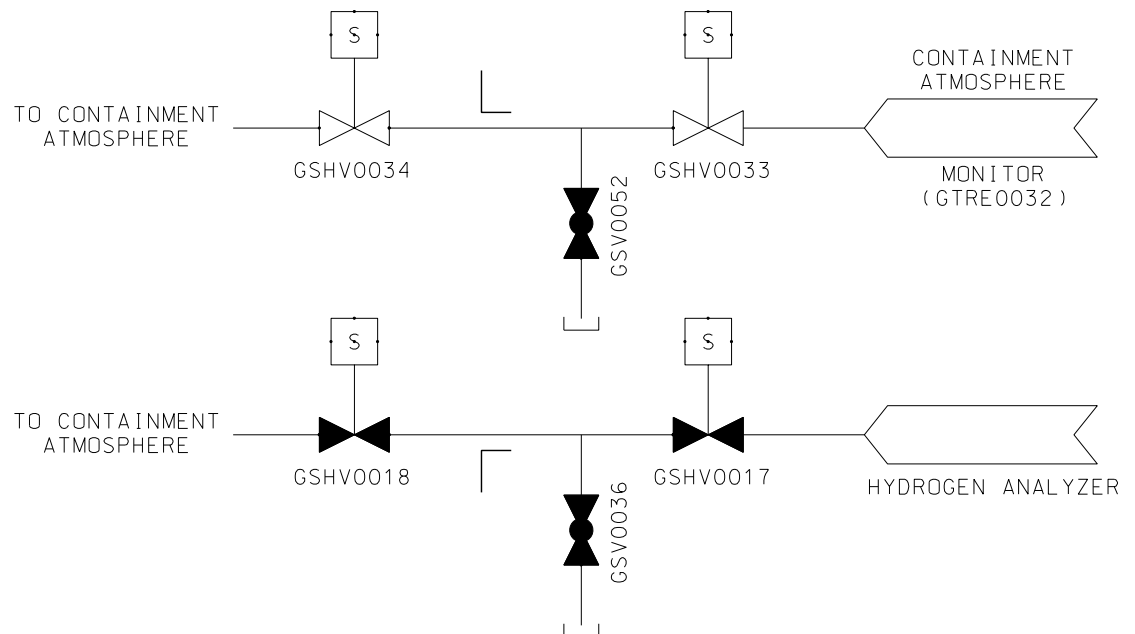 S
S
CONTAINMENT
ATMOSPHERE
TO CONTAINMENT
ATMOSPHERE
GSHV0034
GSHV0033
MONITOR
(GTRE0032)
GSV0052
S
S
TO CONTAINMENT
ATMOSPHERE
GSHV0018
GSHV0017
HYDROGEN ANALYZER
GSV0036